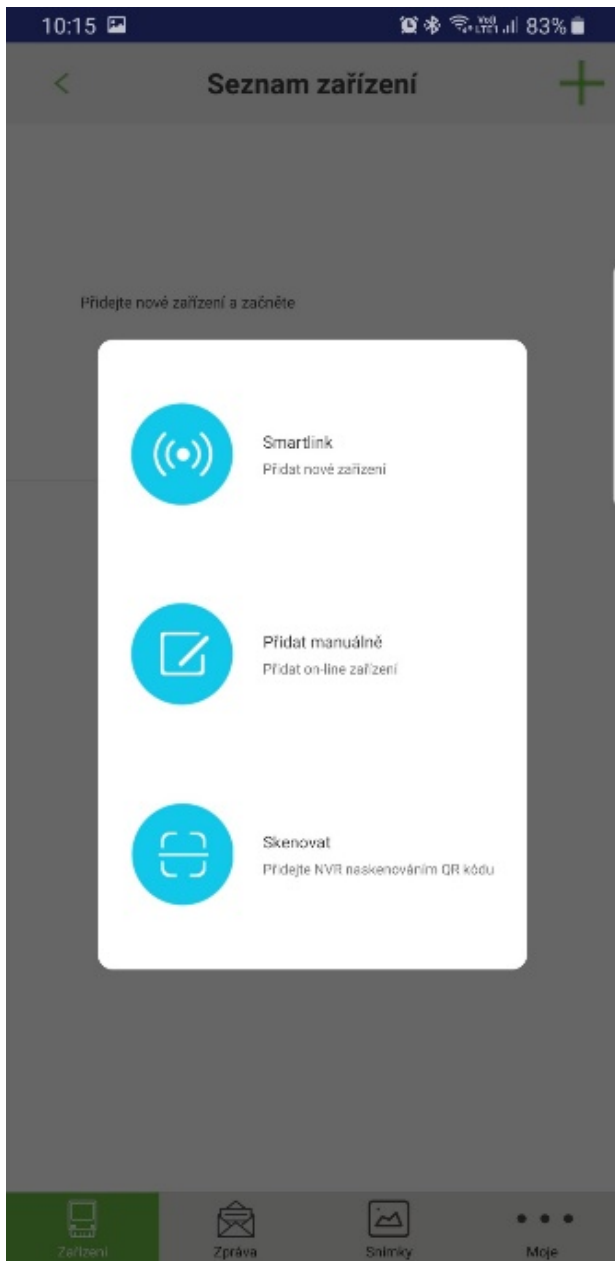 10:15
83%
Seznam zařízení
Přidejte nové zařízení a začněte
Smartlink
Přidat nové zařízení
Přidat manuálně
Přidat on-line zařízení
Skenovat
Přidejte NVR naskenováním QR kódu
Zařízení
Zpráva
Snímky
Moje